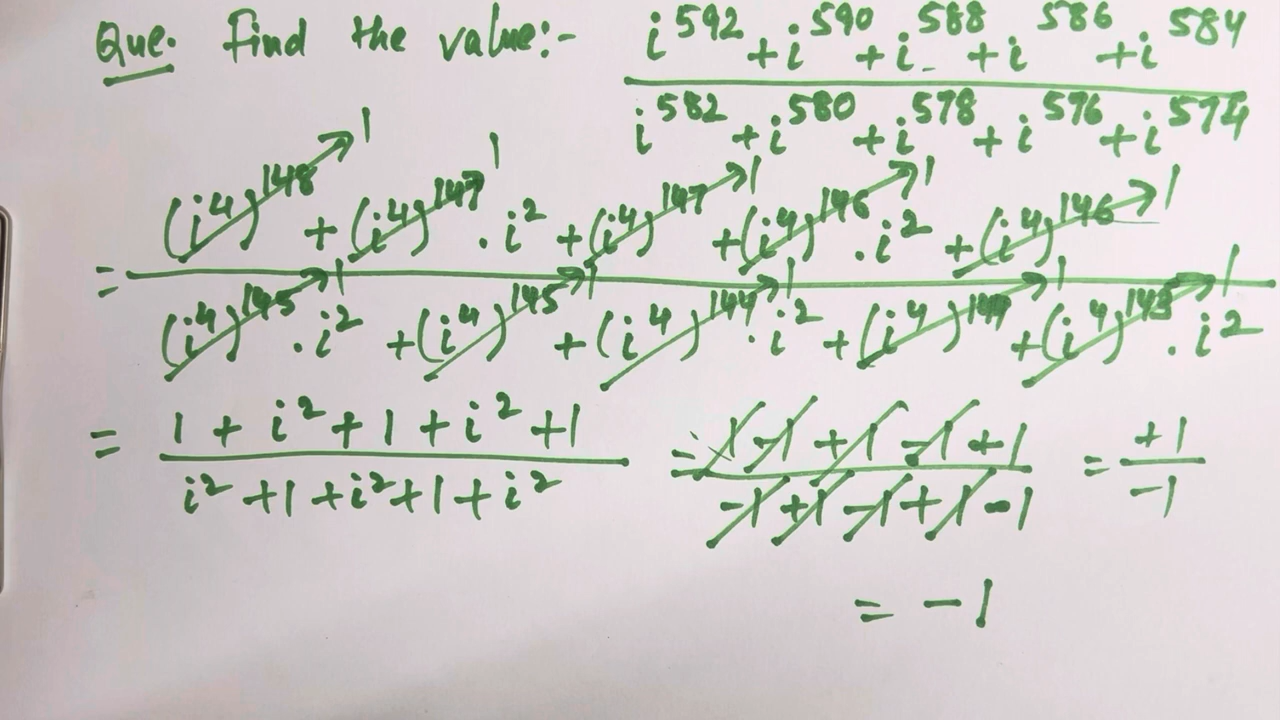 Que. Find the value:- (i^592 + i^590 + i^588 + i^586 + i^584) / (i^582 + i^580 + i^578 + i^576 + i^574)
= ((i^4)^148 →1 + (i^4)^147 →1 . i^2 + (i^4)^147 →1 + (i^4)^146 →1 . i^2 + (i^4)^146 →1) / ((i^4)^145 →1 . i^2 + (i^4)^145 →1 + (i^4)^144 →1 . i^2 + (i^4)^144 →1 + (i^4)^143 →1 . i^2)
= (1 + i^2 + 1 + i^2 + 1) / (i^2 + 1 + i^2 + 1 + i^2) = (1 - 1 + 1 - 1 + 1) / (-1 + 1 - 1 + 1 - 1) = +1 / -1
= -1